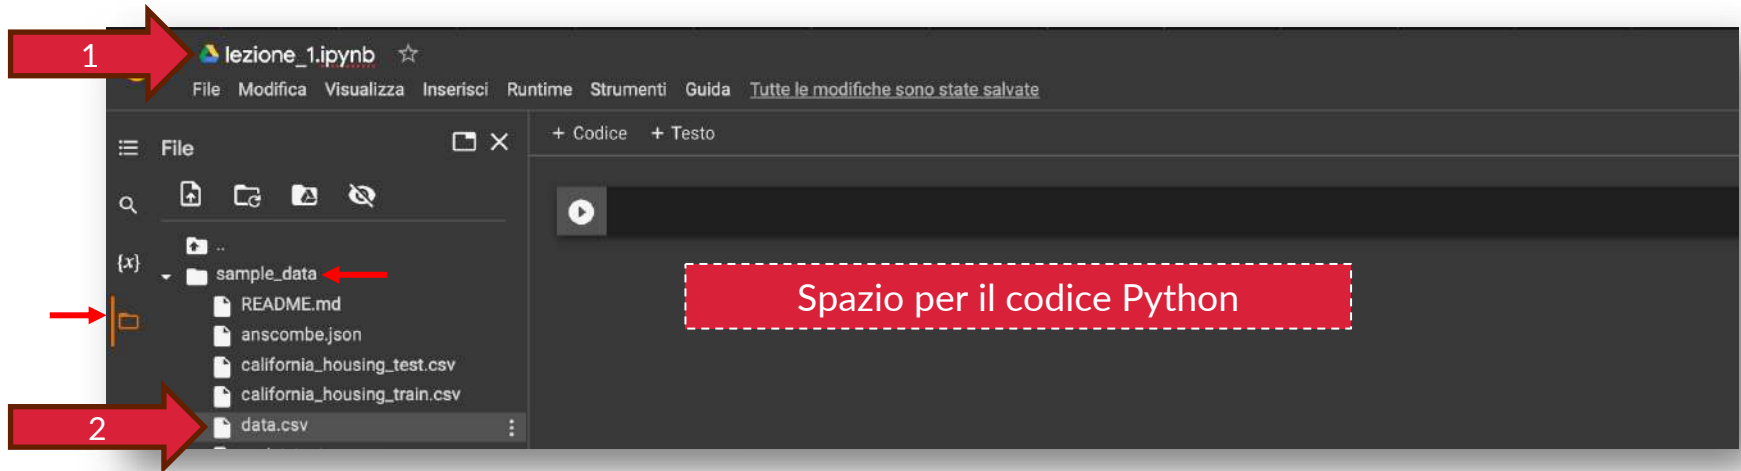 1
lezione_1.ipynb
File Modifica Visualizza Inserisci Runtime Strumenti Guida Tutte le modifiche sono state salvate
+ Codice + Testo
File
{x}
..
sample_data
README.md
anscombe.json
california_housing_test.csv
california_housing_train.csv
2
data.csv
Spazio per il codice Python